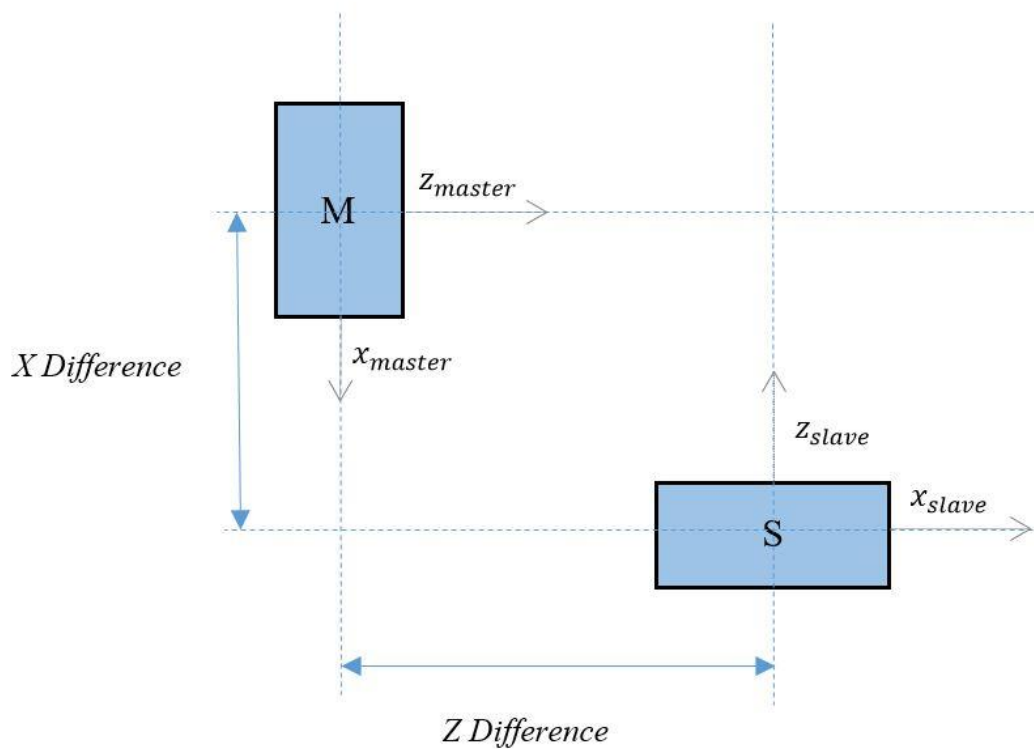 z_master
M
x_master
X Difference
z_slave
x_slave
S
Z Difference